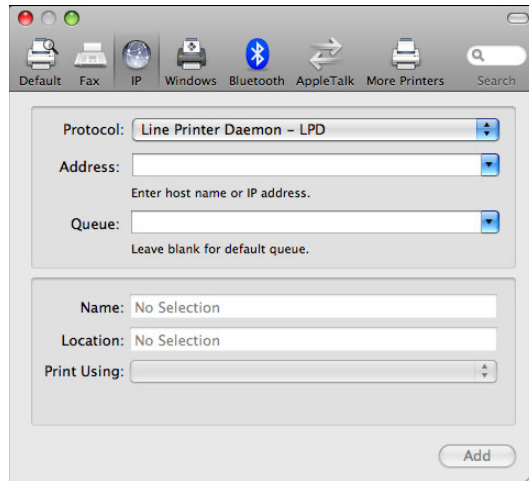 Default Fax IP Windows Bluetooth AppleTalk More Printers Search
Protocol: Line Printer Daemon – LPD
Address:
Enter host name or IP address.
Queue:
Leave blank for default queue.
Name: No Selection
Location: No Selection
Print Using:
Add